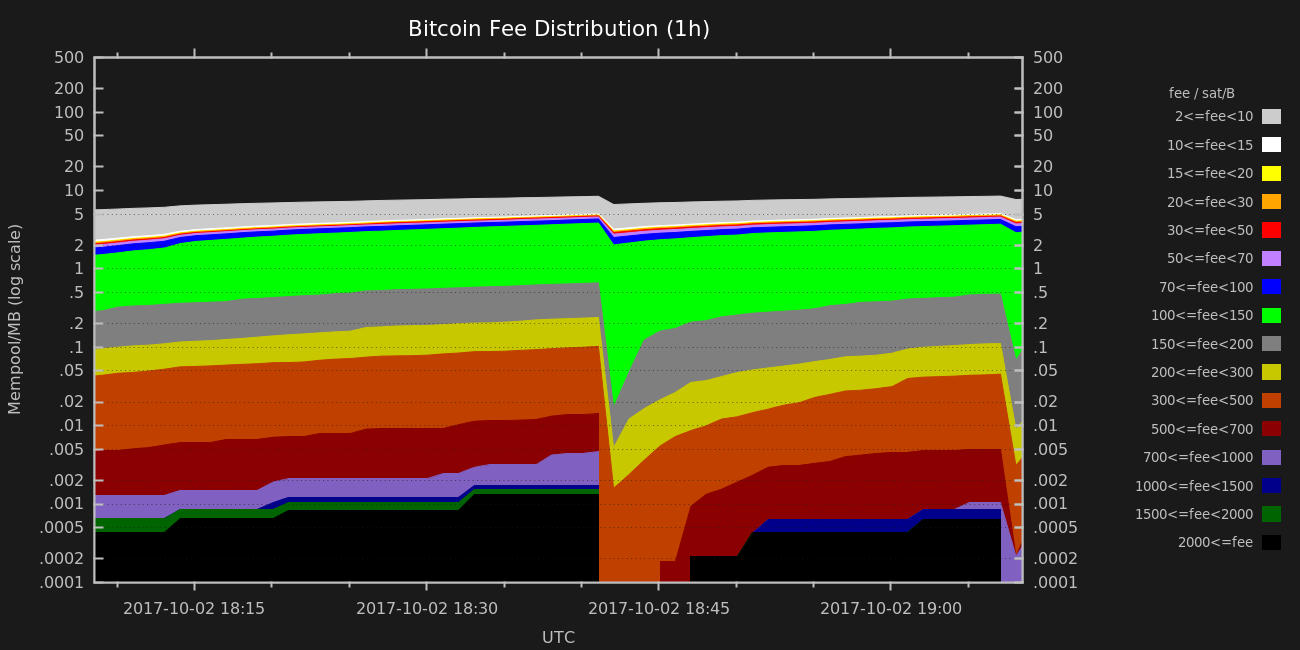 Bitcoin Fee Distribution (1h)
Mempool/MB (log scale)
500
200
100
50
20
10
5
2
1
.5
.2
.1
.05
.02
.01
.005
.002
.001
.0005
.0002
.0001
500
200
100
50
20
10
5
2
1
.5
.2
.1
.05
.02
.01
.005
.002
.001
.0005
.0002
.0001
2017-10-02 18:15 2017-10-02 18:30 2017-10-02 18:45 2017-10-02 19:00
UTC
fee / sat/B
2<=fee<10
10<=fee<15
15<=fee<20
20<=fee<30
30<=fee<50
50<=fee<70
70<=fee<100
100<=fee<150
150<=fee<200
200<=fee<300
300<=fee<500
500<=fee<700
700<=fee<1000
1000<=fee<1500
1500<=fee<2000
2000<=fee